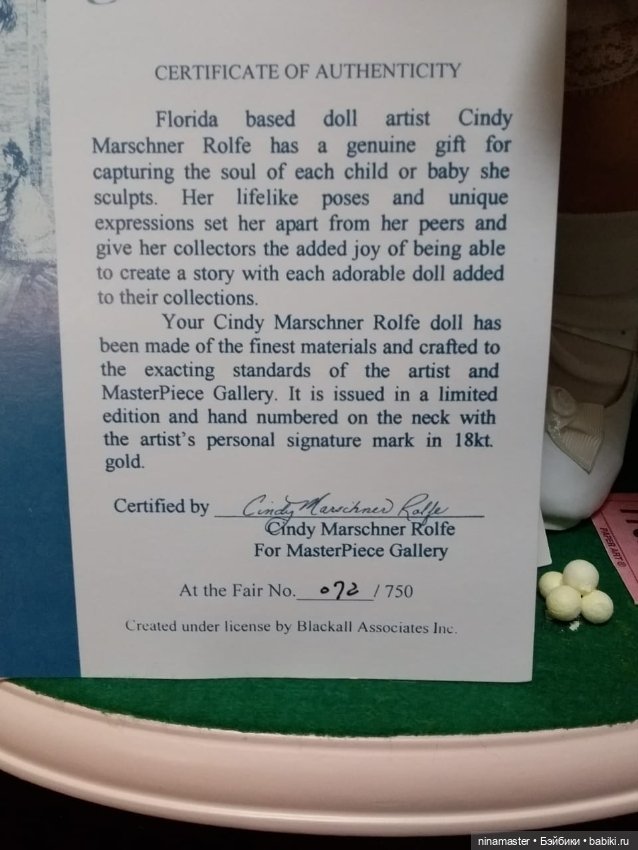 CERTIFICATE OF AUTHENTICITY
Florida based doll artist Cindy
Marschner Rolfe has a genuine gift for
capturing the soul of each child or baby she
sculpts. Her lifelike poses and unique
expressions set her apart from her peers and
give her collectors the added joy of being able
to create a story with each adorable doll added
to their collections.
Your Cindy Marschner Rolfe doll has
been made of the finest materials and crafted to
the exacting standards of the artist and
MasterPiece Gallery. It is issued in a limited
edition and hand numbered on the neck with
the artist's personal signature mark in 18kt.
gold.
Certified by Cindy Marschner Rolfe
Cindy Marschner Rolfe
For MasterPiece Gallery
At the Fair No. 072 / 750
Created under license by Blackall Associates Inc.
PAPER ART®
ninamaster • Бэйбики • babiki.ru